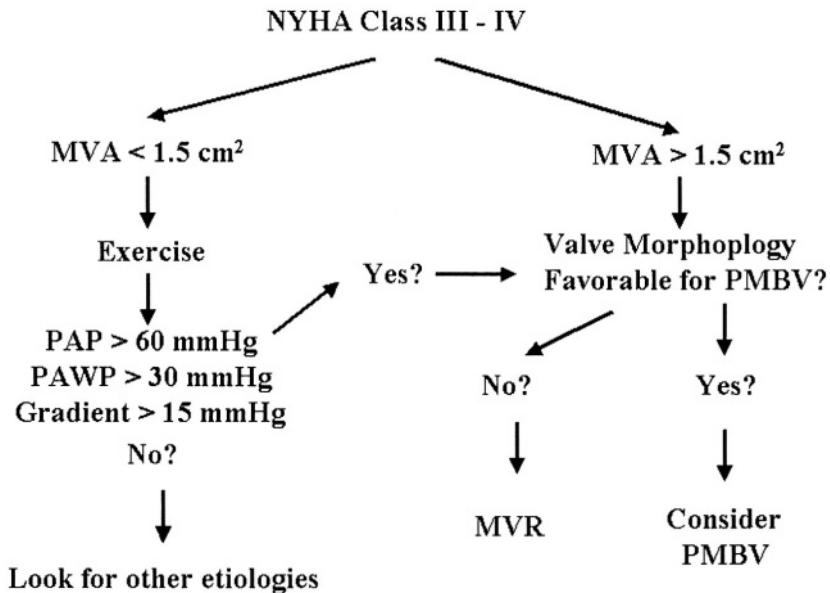 NYHA Class III - IV
MVA < 1.5 cm²
MVA > 1.5 cm²
Exercise
Valve Morphoplogy
Favorable for PMBV?
Yes?
PAP > 60 mmHg
PAWP > 30 mmHg
Gradient > 15 mmHg
No?
No?
Yes?
MVR
Consider
PMBV
Look for other etiologies